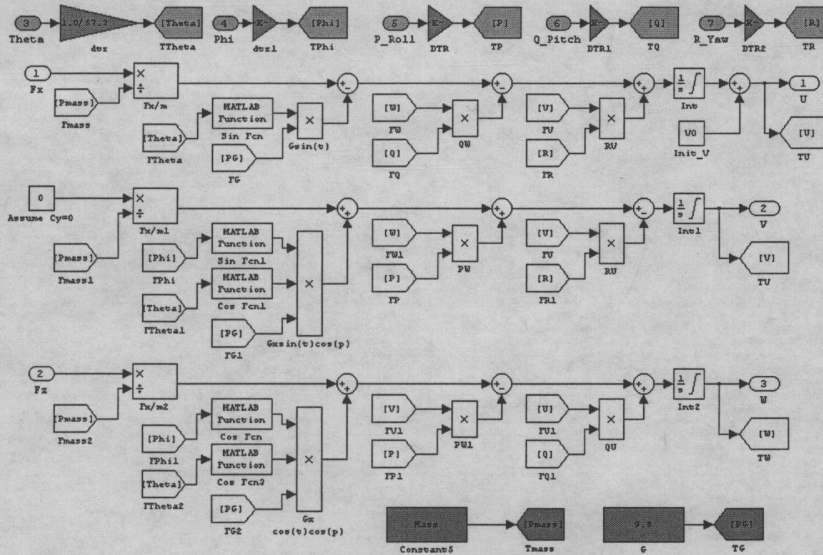 3 1.0/57.3 [Theta] 4 K- [Phi] 5 K- [P] 6 K- [Q] 7 K- [R]
Theta dtr TTheta Phi dtr1 TPhi P_Roll DTR TP Q_Pitch DTR1 TQ R_Yaw DTR2 TR
1 × ÷ + - + - + + 1 s + + 1
Fx Fx/m Int U
[Pmass] MATLAB Function × [W] × [V] × V0 [U]
Fmass [Theta] Sin Fcn Gsin(t) FW QW FV RV Init_V TU
FTheta [PG] [Q] [R]
FG FQ FR
0 × ÷ + + + + + - 1 s 2
Assume Cy=0 Fx/m1 Int1 V
[Pmass] [Phi] MATLAB Function × [W] × [U] × [V]
Fmass1 FPhi Sin Fcn1 FW1 PW FU RU TV
[Theta] MATLAB Function [P] [R]
FTheta1 Cos Fcn1 FP FR1
[PG]
FG1 Gxsin(t)cos(p)
2 × ÷ + + + - + + 1 s 3
Fz Fx/m2 Int2 W
[Pmass] [Phi] MATLAB Function × [V] × [U] × [W]
Fmass2 FPhi1 Cos Fcn FV1 PW1 FU1 QU TW
[Theta] MATLAB Function [P] [Q]
FTheta2 Cos Fcn3 FP1 FQ1
[PG]
FG2 Gx
cos(t)cos(p)
Mass [Pmass] 9.8 [PG]
Constant5 Tmass G TG